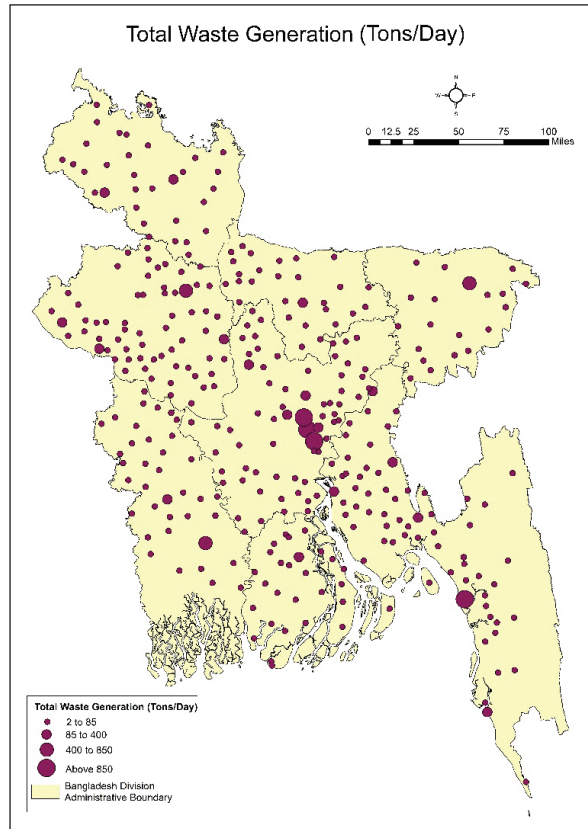 Total Waste Generation (Tons/Day)
N
W E
S
0 12.5 25 50 75 100
Miles
Total Waste Generation (Tons/Day)
2 to 85
85 to 400
400 to 850
Above 850
Bangladesh Division
Administrative Boundary